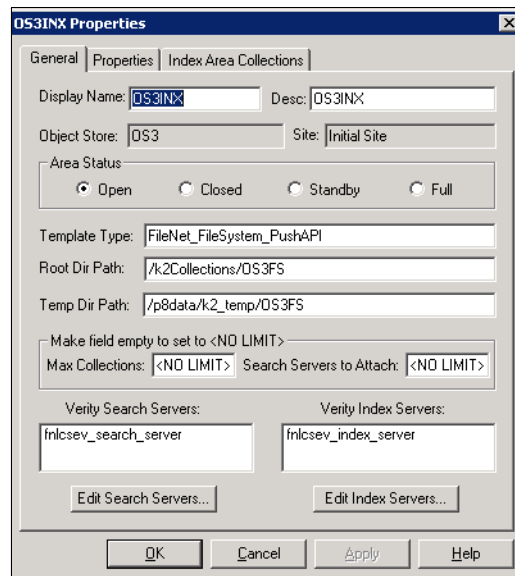 OS3INX Properties
General Properties Index Area Collections
Display Name: OS3INX Desc: OS3INX
Object Store: OS3 Site: Initial Site
Area Status
Open Closed Standby Full
Template Type: FileNet_FileSystem_PushAPI
Root Dir Path: /k2Collections/OS3FS
Temp Dir Path: /p8data/k2_temp/OS3FS
Make field empty to set to <NO LIMIT>
Max Collections: <NO LIMIT> Search Servers to Attach: <NO LIMIT>
Verity Search Servers: Verity Index Servers:
fnlcsev_search_server fnlcsev_index_server
Edit Search Servers... Edit Index Servers...
OK Cancel Apply Help